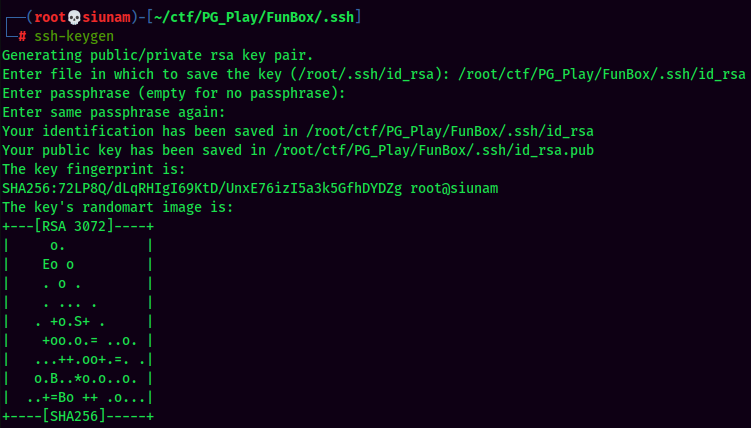 ┌──(root💀siunam)-[~/ctf/PG_Play/FunBox/.ssh]
└─# ssh-keygen
Generating public/private rsa key pair.
Enter file in which to save the key (/root/.ssh/id_rsa): /root/ctf/PG_Play/FunBox/.ssh/id_rsa
Enter passphrase (empty for no passphrase):
Enter same passphrase again:
Your identification has been saved in /root/ctf/PG_Play/FunBox/.ssh/id_rsa
Your public key has been saved in /root/ctf/PG_Play/FunBox/.ssh/id_rsa.pub
The key fingerprint is:
SHA256:72LP8Q/dLqRHIgI69KtD/UnxE76izI5a3k5GfhDYDZg root@siunam
The key's randomart image is:
+---[RSA 3072]----+
|     o.          |
|    Eo o         |
|    . o .        |
|    . ... .      |
|   . +o.S+ .     |
|    +oo.o.= ..o. |
|   ...++.oo+.=. .|
|   o.B..*o.o..o. |
|  ..+=Bo ++ .o...|
+----[SHA256]-----+